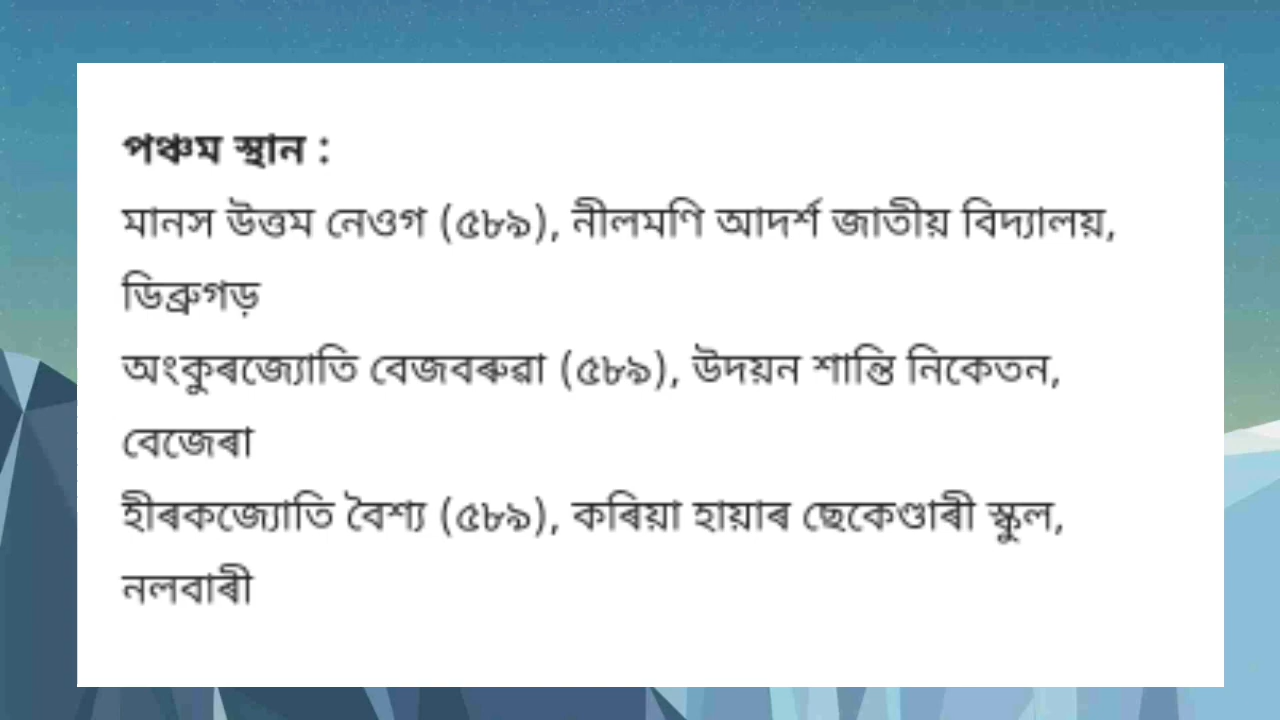 পঞ্চম স্থান :
মানস উত্তম নেওগ (৫৮৯), নীলমণি আদৰ্শ জাতীয় বিদ্যালয়,
ডিব্ৰুগড়
অংকুৰজ্যোতি বেজবৰুৱা (৫৮৯), উদয়ন শান্তি নিকেতন,
বেজেৰা
হীৰকজ্যোতি বৈশ্য (৫৮৯), কৰিয়া হায়াৰ ছেকেণ্ডাৰী স্কুল,
নলবাৰী